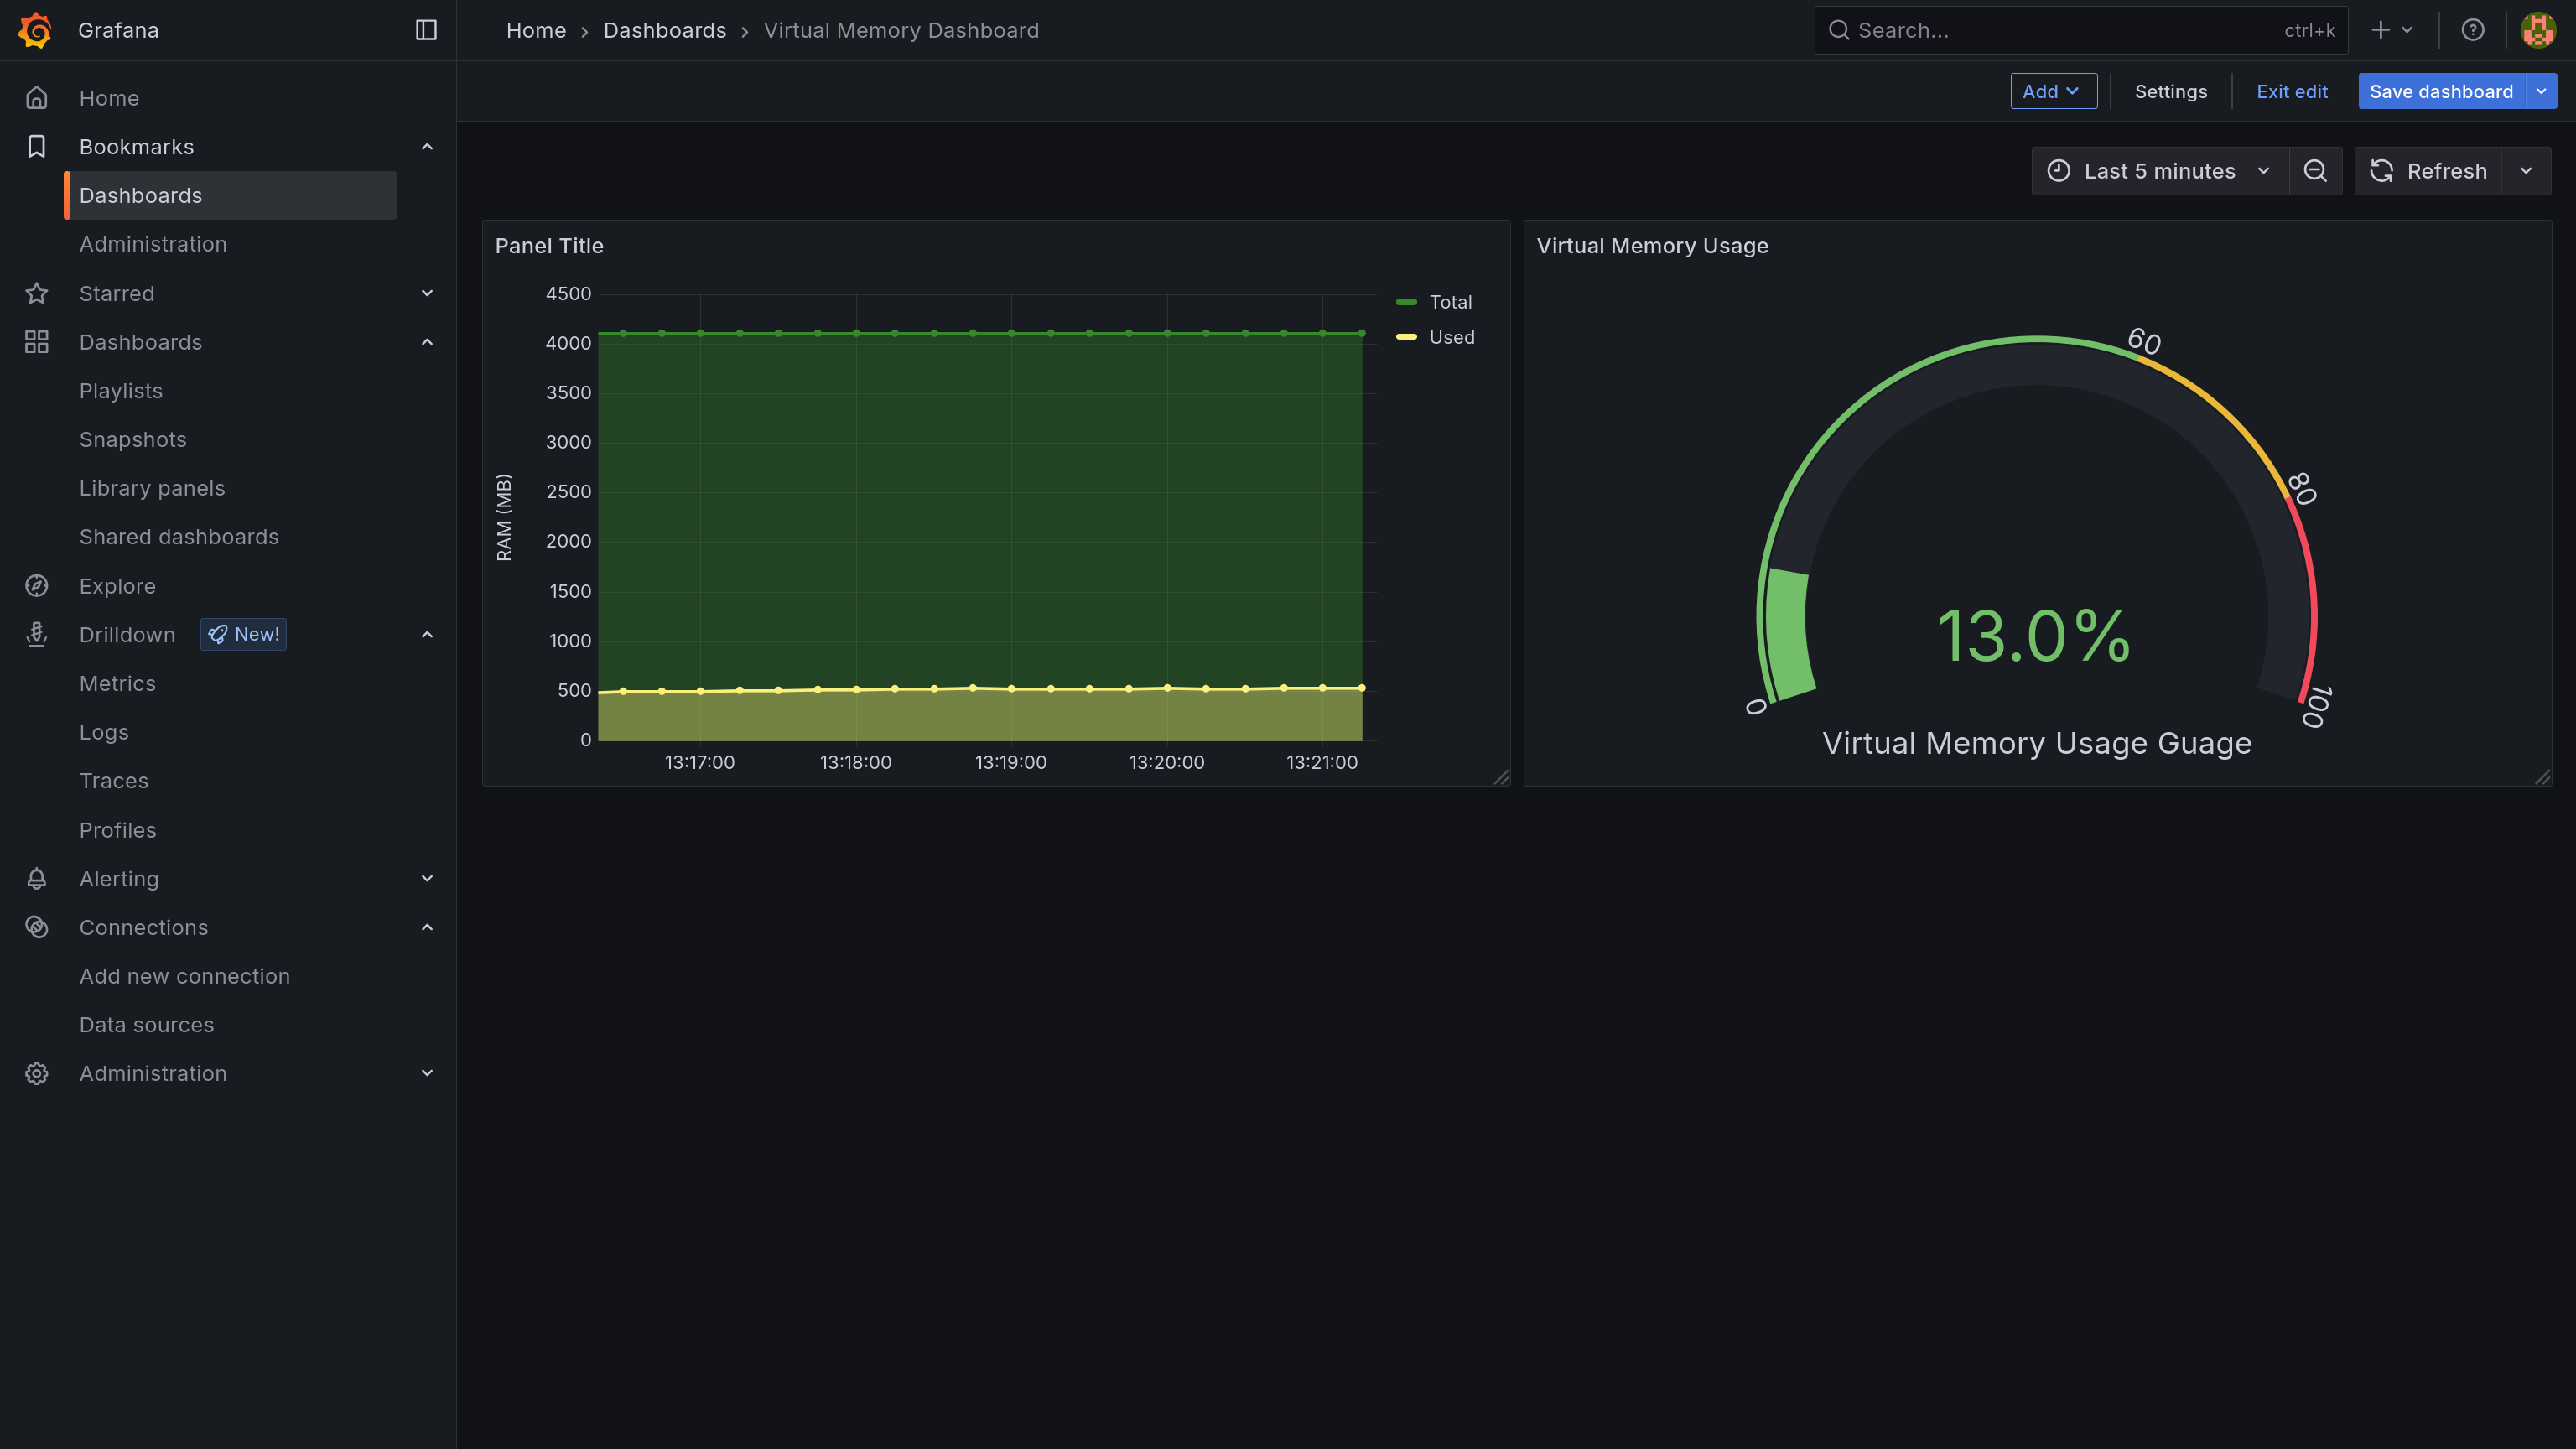 Grafana
Home › Dashboards › Virtual Memory Dashboard
Search...
ctrl+k
Add
Settings
Exit edit
Save dashboard
Home
Bookmarks
Dashboards
Administration
Starred
Dashboards
Playlists
Snapshots
Library panels
Shared dashboards
Explore
Drilldown
New!
Metrics
Logs
Traces
Profiles
Alerting
Connections
Add new connection
Data sources
Administration
Last 5 minutes
Refresh
Panel Title
4500
4000
3500
3000
2500
2000
1500
1000
500
0
RAM (MB)
13:17:00
13:18:00
13:19:00
13:20:00
13:21:00
Total
Used
Virtual Memory Usage
0
60
80
100
13.0%
Virtual Memory Usage Guage